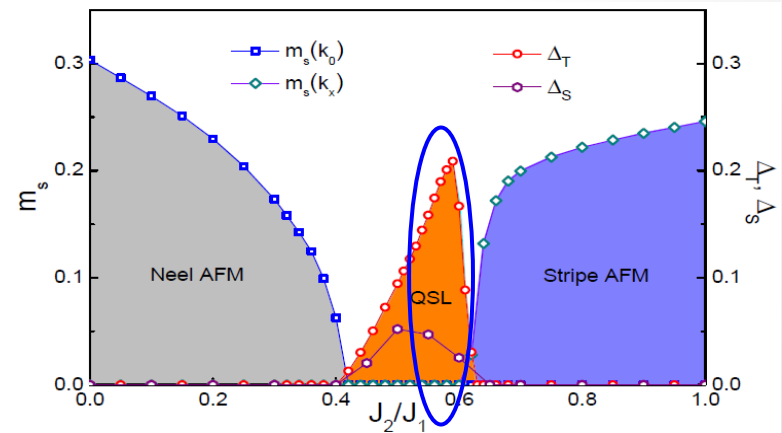 m_s(k_0)
m_s(k_x)
Δ_T
Δ_S
0.3
0.2
0.1
0.0
m_s
0.3
0.2
0.1
0.0
Δ_T, Δ_S
Neel AFM
QSL
Stripe AFM
0.0 0.2 0.4 0.6 0.8 1.0
J_2/J_1